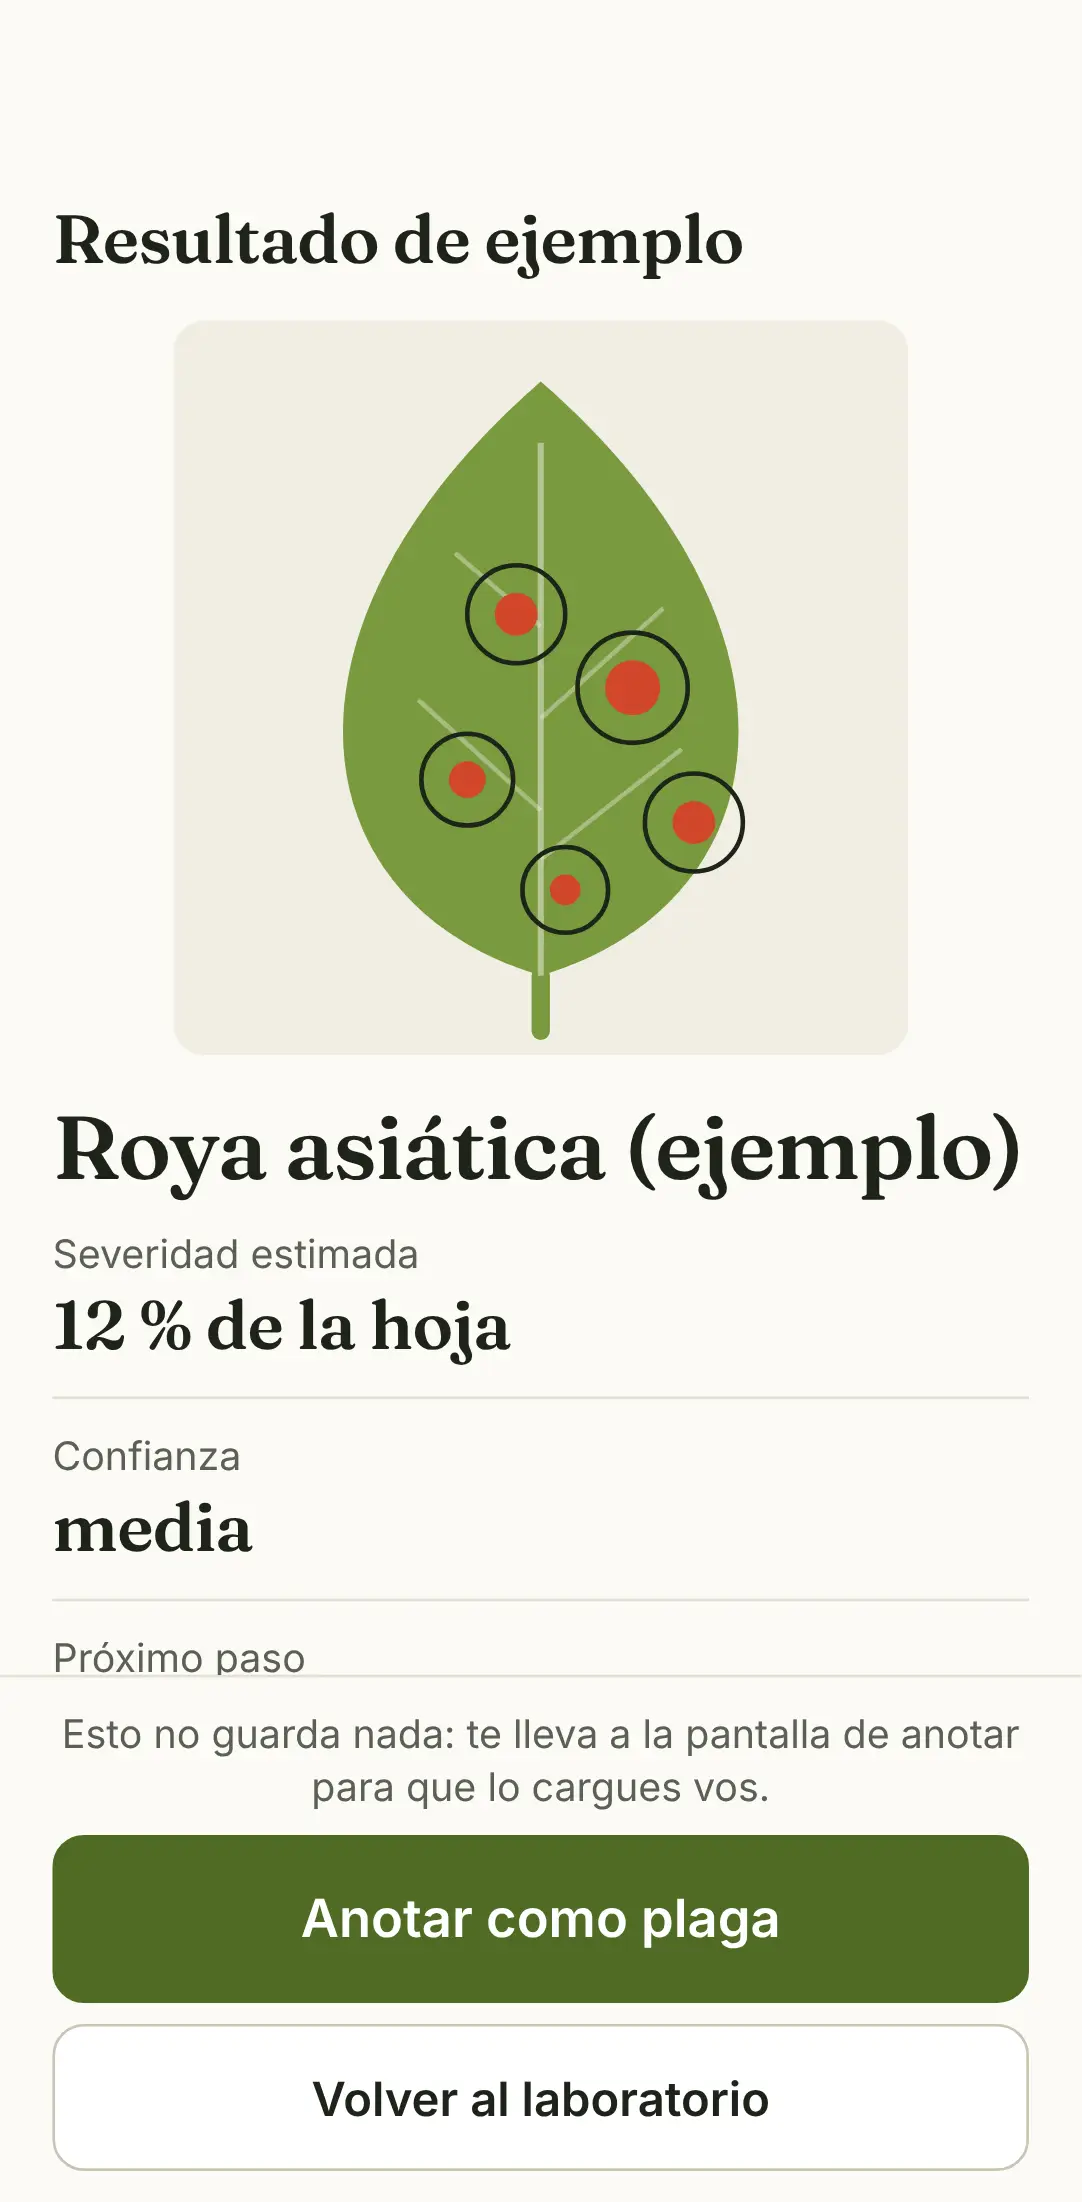 Resultado de ejemplo
Roya asiática (ejemplo)
Severidad estimada
12 % de la hoja
Confianza
media
Próximo paso
Esto no guarda nada: te lleva a la pantalla de anotar
para que lo cargues vos.
Anotar como plaga
Volver al laboratorio